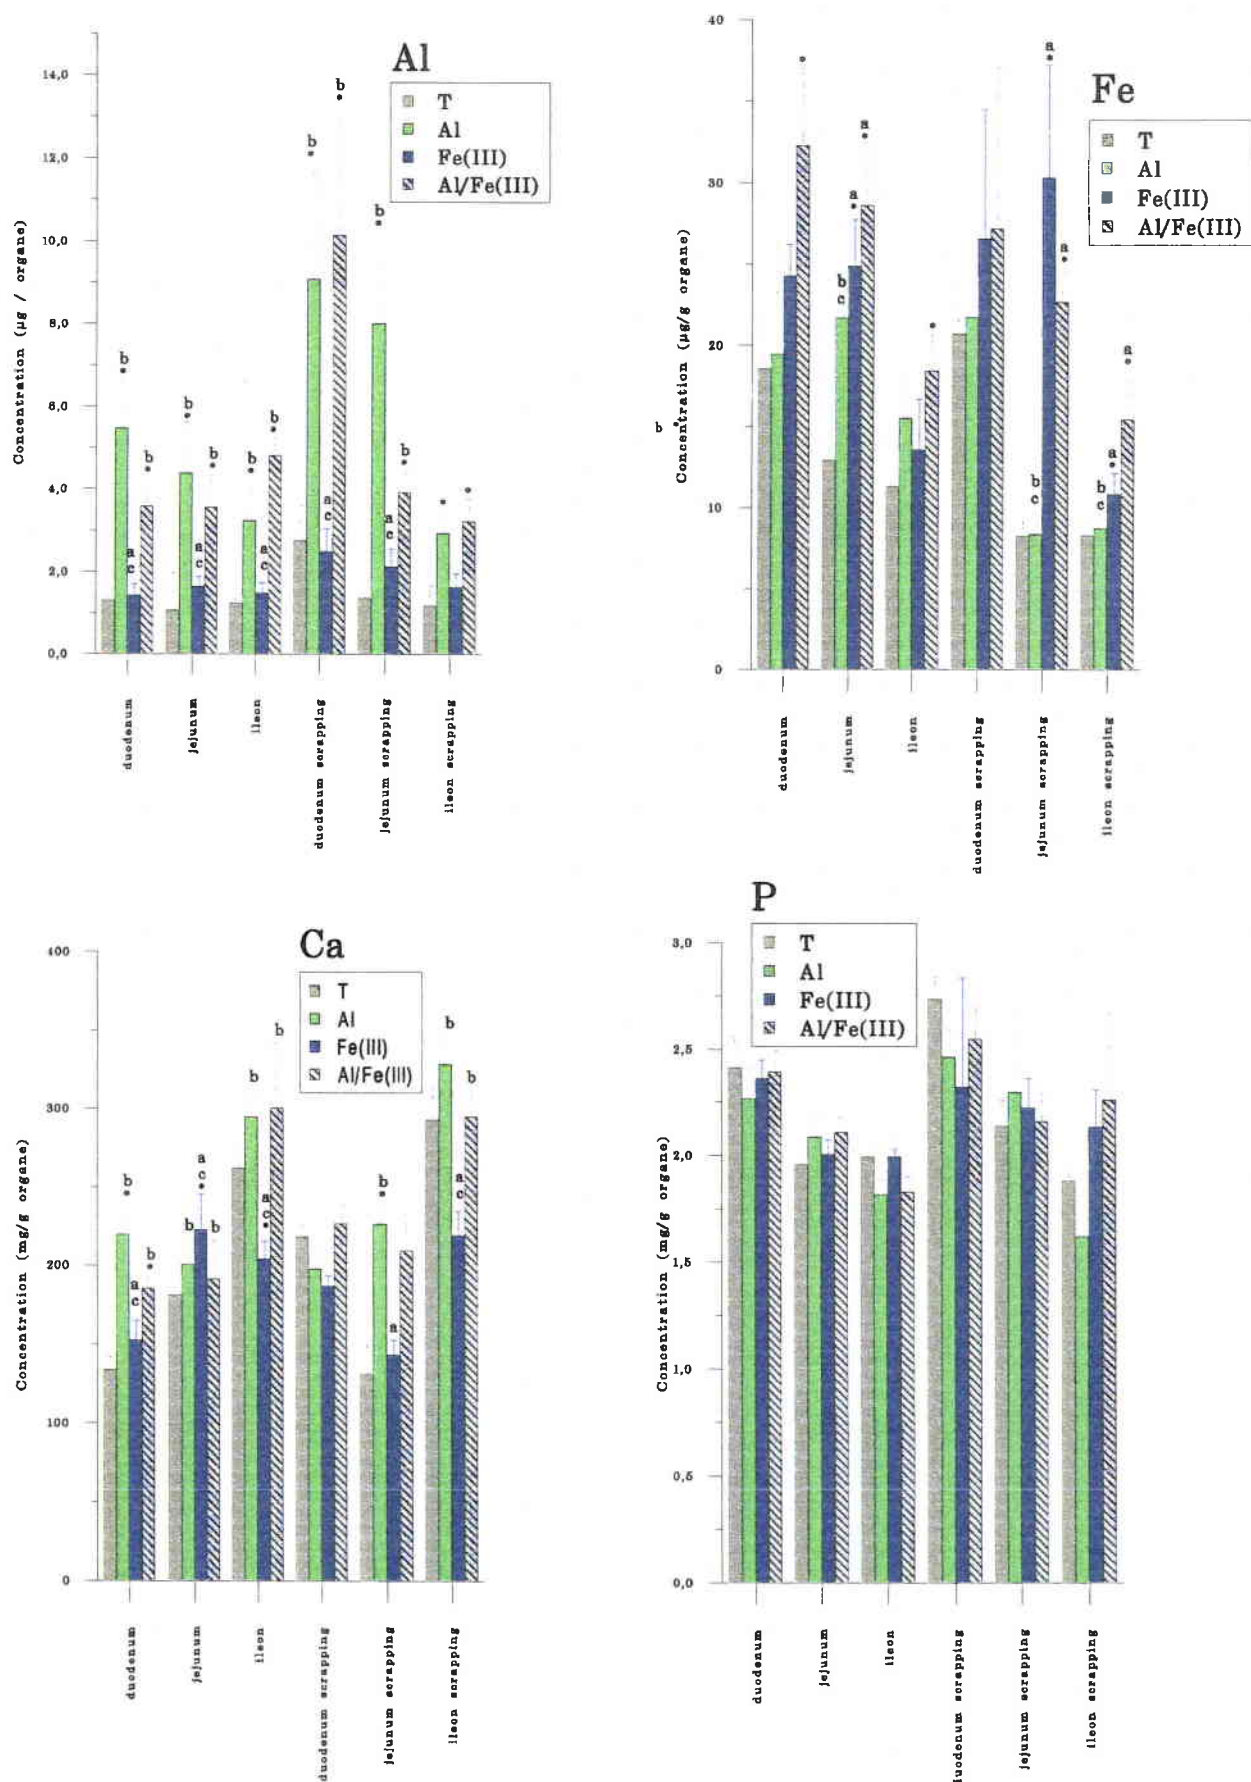 Al
T
Al
Fe(III)
Al/Fe(III)
Concentration (µg / organe)
14,0
12,0
10,0
8,0
6,0
4,0
2,0
0,0
b
b
b
b
b
b
b
b
b
b
a
c
a
c
a
c
a
c
a
c
duodenum
jejunum
ileon
duodenum scrapping
jejunum scrapping
ileon scrapping
Fe
T
Al
Fe(III)
Al/Fe(III)
Concentration (µg/g organe)
40
30
20
10
0
b
b
c
a
a
b
c
a
a
b
c
a
a
duodenum
jejunum
ileon
duodenum scrapping
jejunum scrapping
ileon scrapping
Ca
T
Al
Fe(III)
Al/Fe(III)
Concentration (mg/g organe)
400
300
200
100
0
b
a
c
b
b
a
c
b
b
a
c
b
b
a
b
a
c
b
duodenum
jejunum
ileon
duodenum scrapping
jejunum scrapping
ileon scrapping
P
T
Al
Fe(III)
Al/Fe(III)
Concentration (mg/g organe)
3,0
2,5
2,0
1,5
1,0
0,5
0,0
duodenum
jejunum
ileon
duodenum scrapping
jejunum scrapping
ileon scrapping